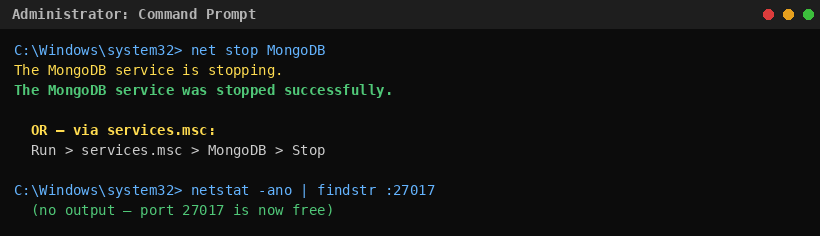 Administrator: Command Prompt
C:\Windows\system32> net stop MongoDB
The MongoDB service is stopping.
The MongoDB service was stopped successfully.
OR — via services.msc:
Run > services.msc > MongoDB > Stop
C:\Windows\system32> netstat -ano | findstr :27017
(no output — port 27017 is now free)